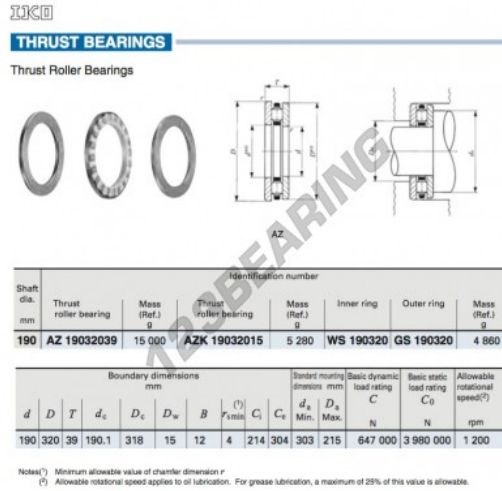 IKO
THRUST BEARINGS
Thrust Roller Bearings
T
r
r
D
d
AZ
123BEARING
Identification number
Shaft dia. mm | Thrust roller bearing | Mass (Ref.) g | Thrust roller bearing | Mass (Ref.) g | Inner ring | Outer ring | Mass (Ref.) g
190 | AZ 19032039 | 15 000 | AZK 19032015 | 5 280 | WS 190320 | GS 190320 | 4 860
Boundary dimensions mm | Standard mounting dimensions mm | Basic dynamic load rating C N | Basic static load rating C0 N | Allowable rotational speed(2) rpm
d | D | T | dc | Dc | Dw | B | (1) rs min | Ci | Ce | da Min. | Da Max.
190 | 320 | 39 | 190.1 | 318 | 15 | 12 | 4 | 214 | 304 | 303 | 215 | 647 000 | 3 980 000 | 1 200
Notes(1) Minimum allowable value of chamfer dimension r
(2) Allowable rotational speed applies to oil lubrication. For grease lubrication, a maximum of 25% of this value is allowable.